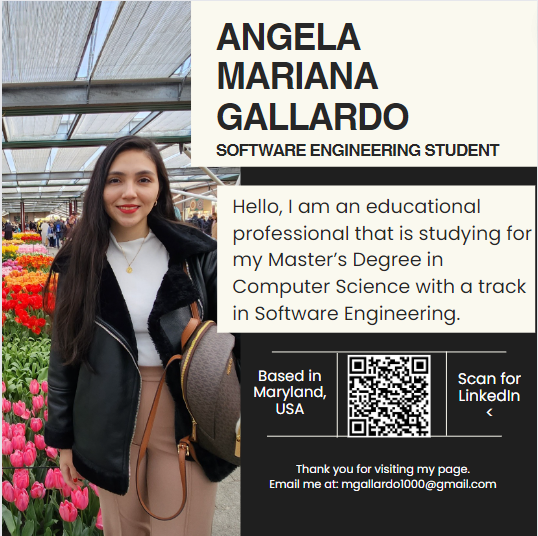 ANGELA
MARIANA
GALLARDO
SOFTWARE ENGINEERING STUDENT
Hello, I am an educational
professional that is studying for
my Master’s Degree in
Computer Science with a track
in Software Engineering.
Based in
Maryland,
USA
Scan for
LinkedIn
<
Thank you for visiting my page.
Email me at: mgallardo1000@gmail.com